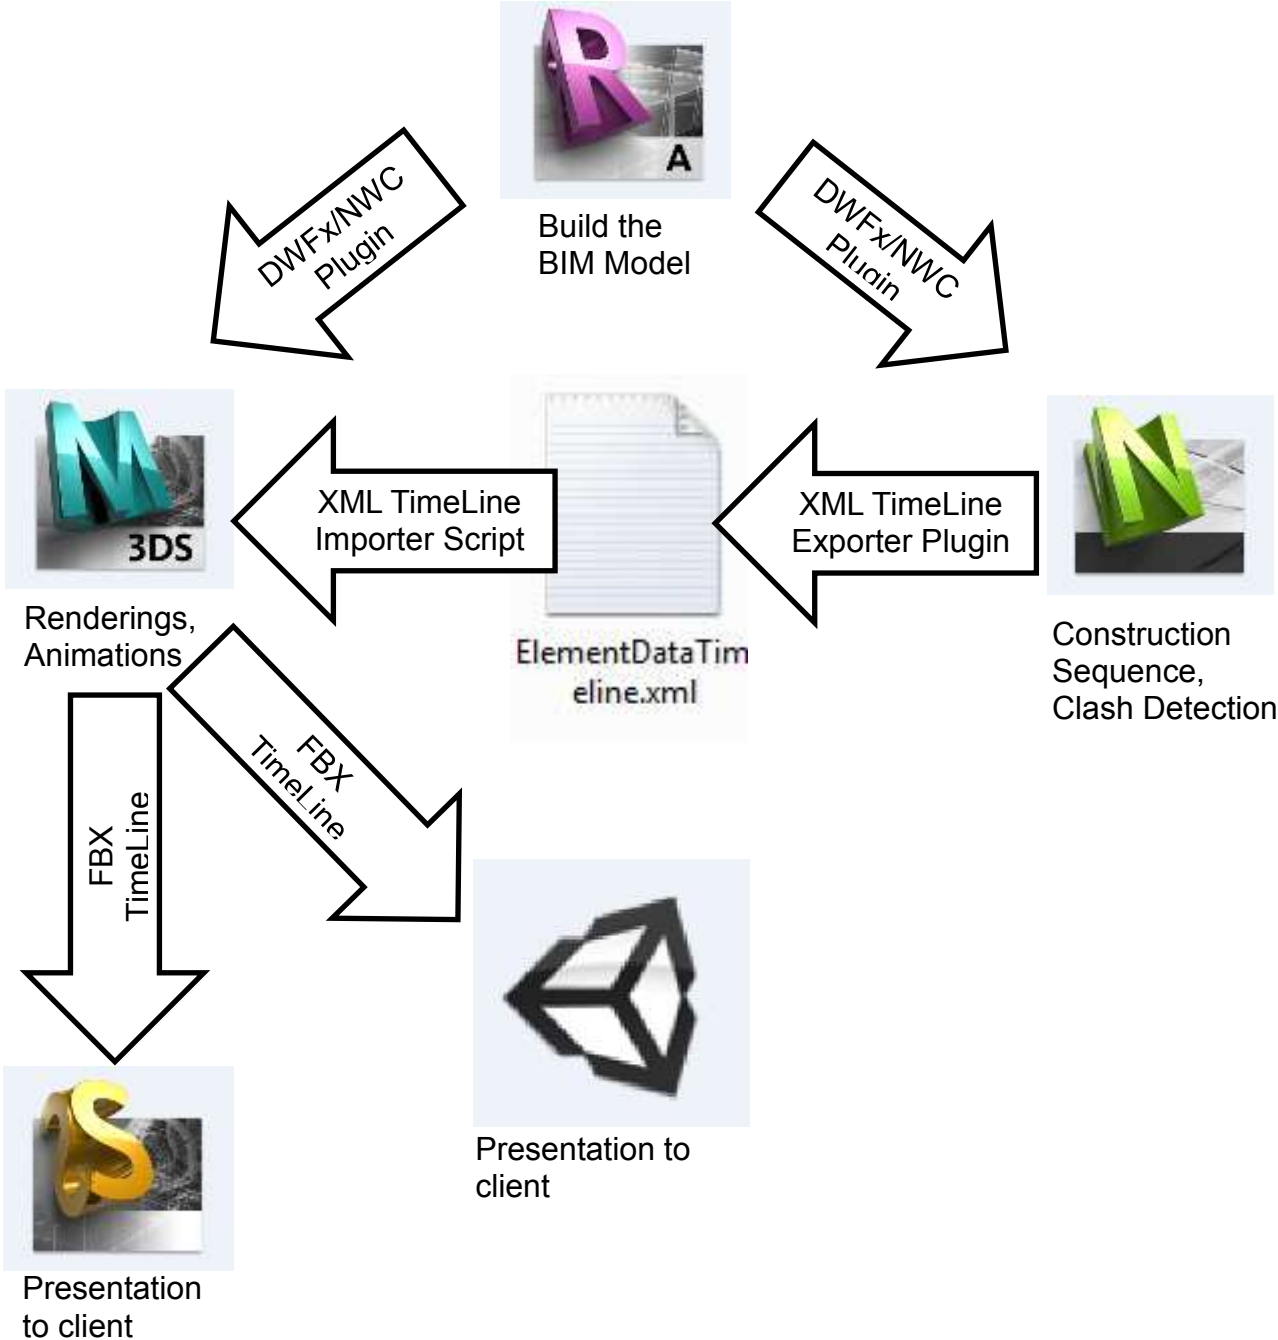 A
Build the
BIM Model
DWFx/NWC
Plugin
DWFx/NWC
Plugin
3DS
Renderings,
Animations
XML TimeLine
Importer Script
ElementDataTim
eline.xml
XML TimeLine
Exporter Plugin
Construction
Sequence,
Clash Detection
FBX
TimeLine
FBX
TimeLine
Presentation to
client
Presentation
to client